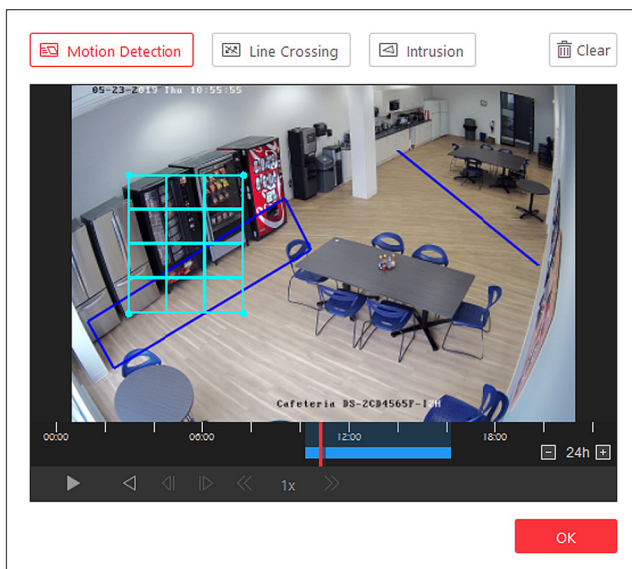 Motion Detection
Line Crossing
Intrusion
Clear
05-23-2019 Thu 10:55:55
Cafeteria DS-2CD4565F-IZH
00:00
06:00
12:00
18:00
24h
1x
OK